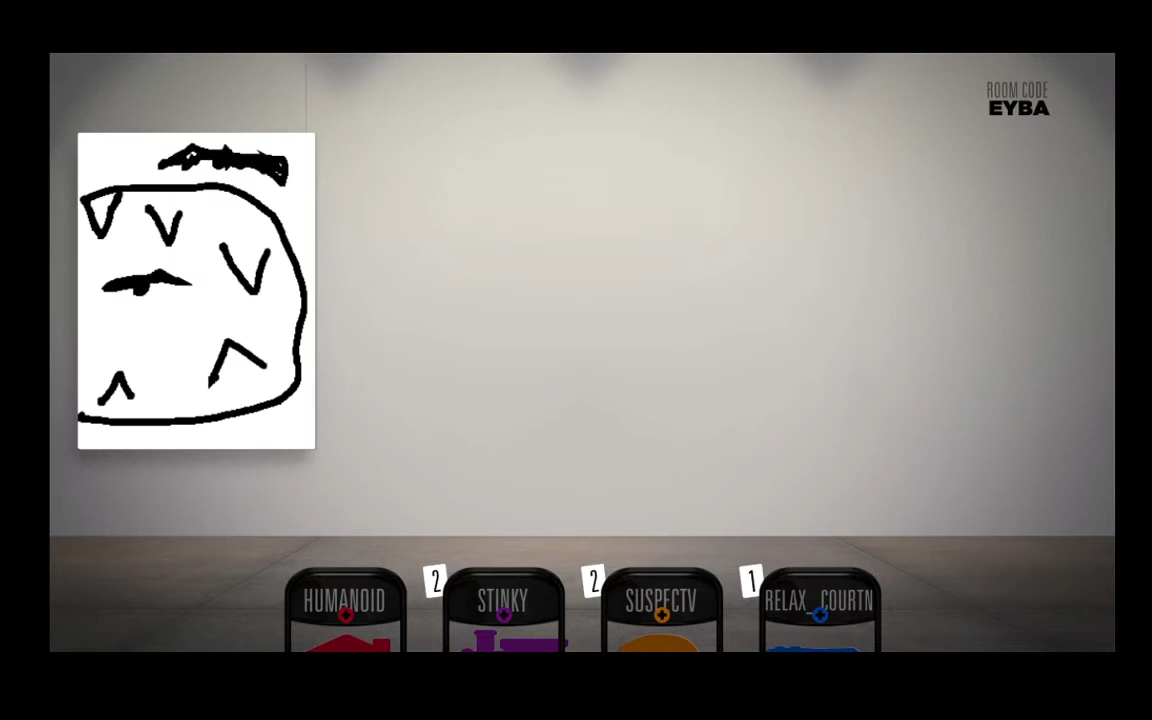 ROOM CODE
EYBA
2
2
1
HUMANOID
STINKY
SUSPECTV
RELAX_COURTN